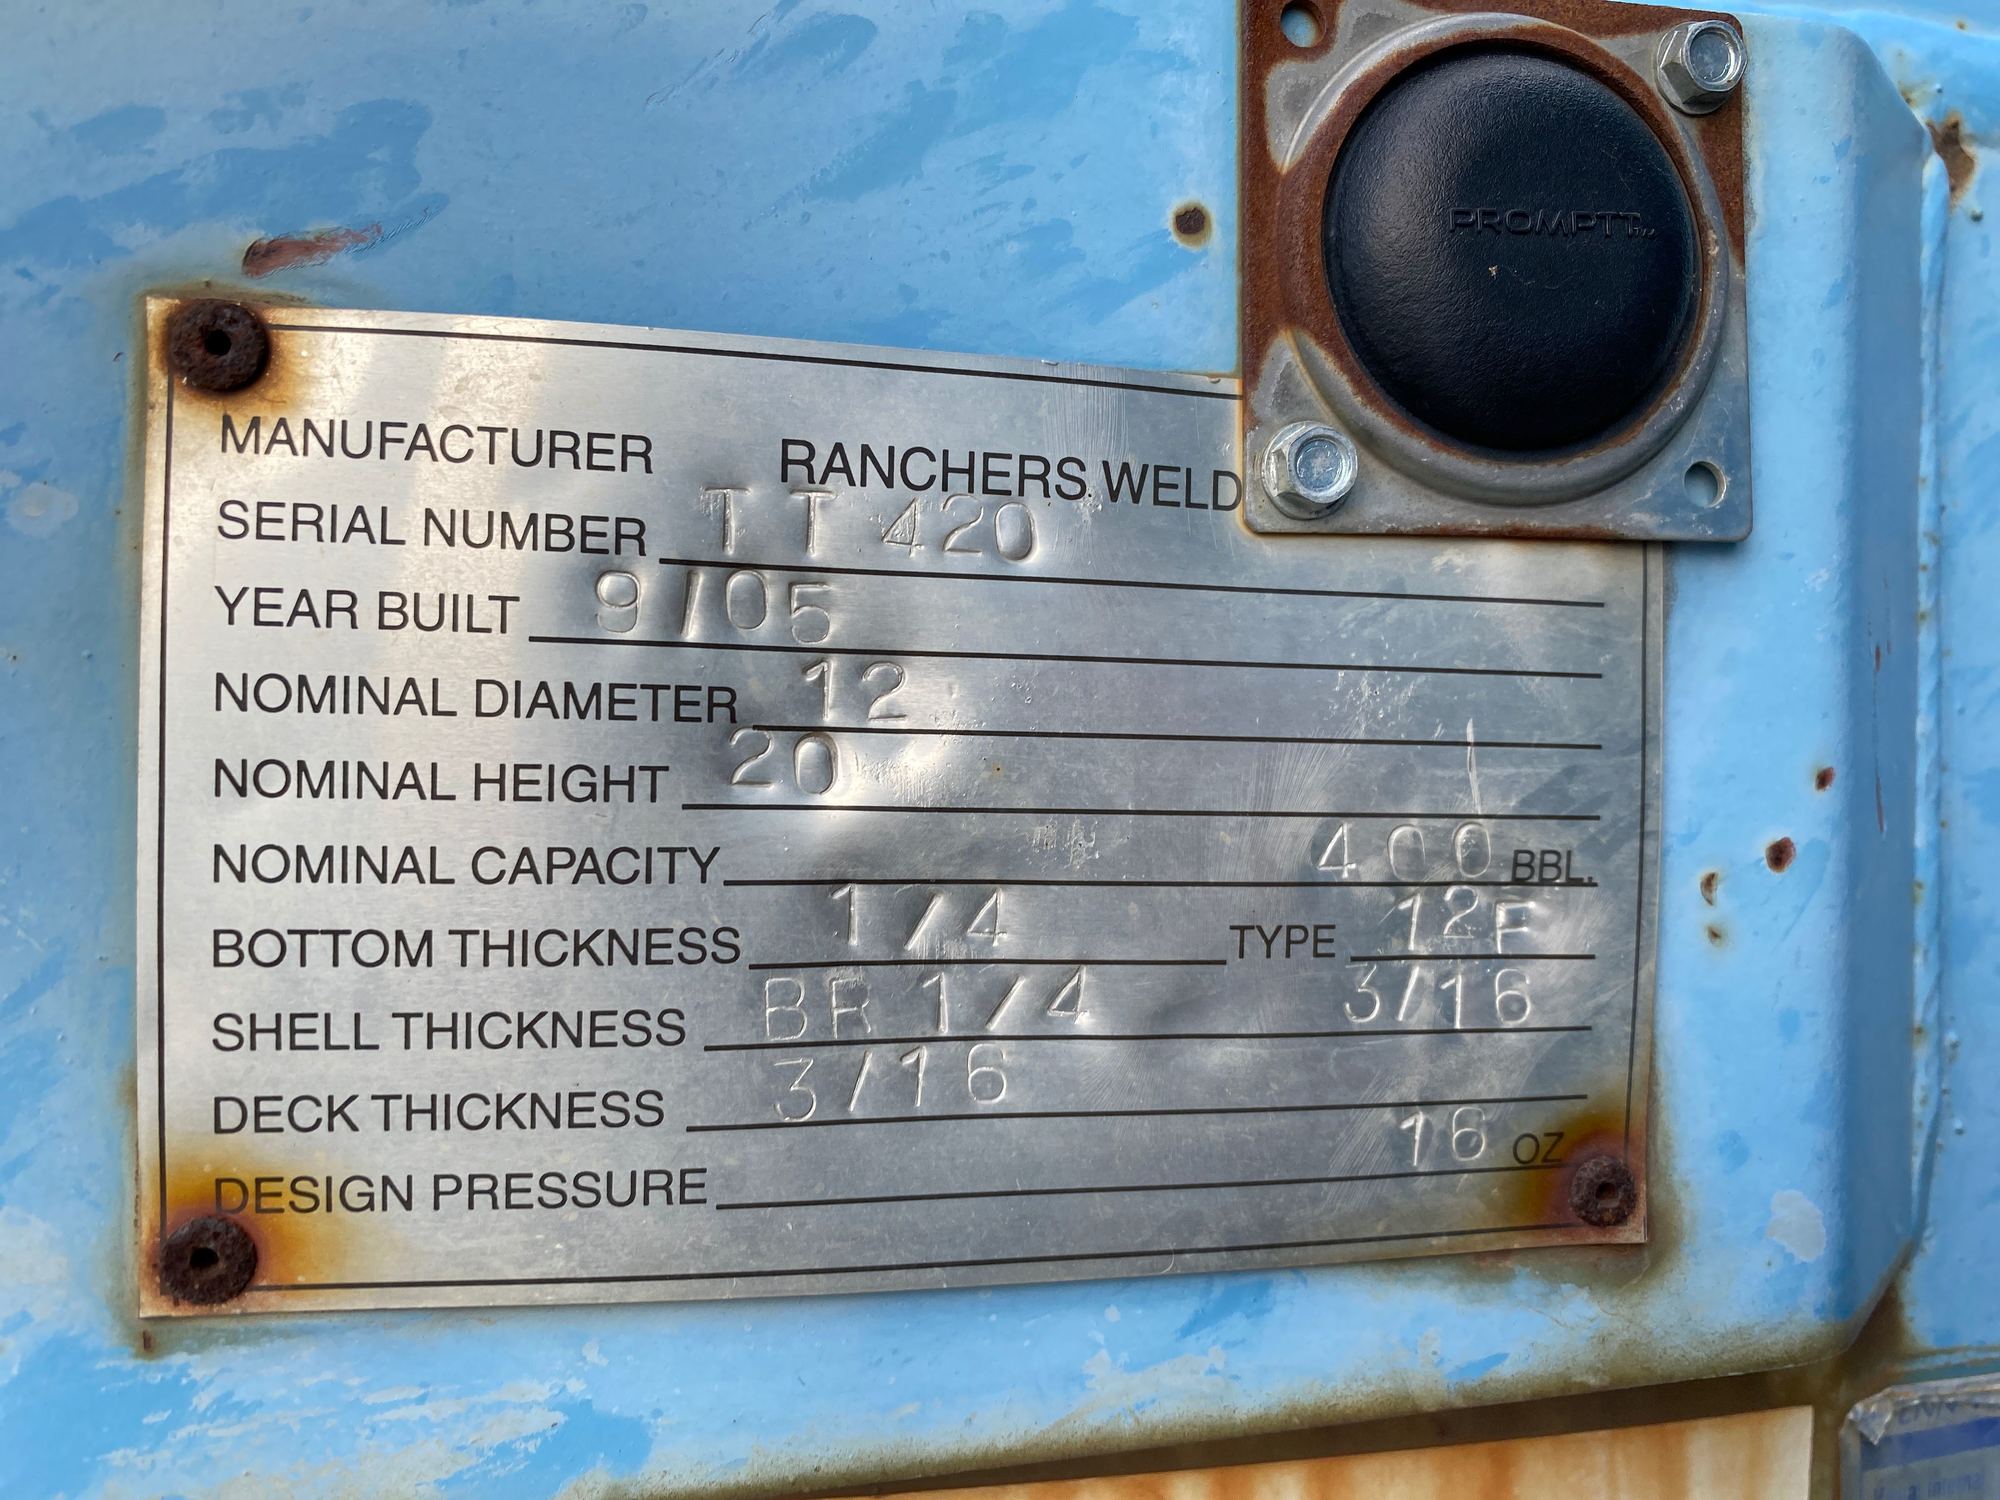 PROMPTT
MANUFACTURER RANCHERS WELD
SERIAL NUMBER TT 420
YEAR BUILT 9/05
NOMINAL DIAMETER 12
NOMINAL HEIGHT 20
NOMINAL CAPACITY 400 BBL.
BOTTOM THICKNESS 1/4 TYPE 12F
SHELL THICKNESS BR 1/4 3/16
DECK THICKNESS 3/16
DESIGN PRESSURE 16 OZ